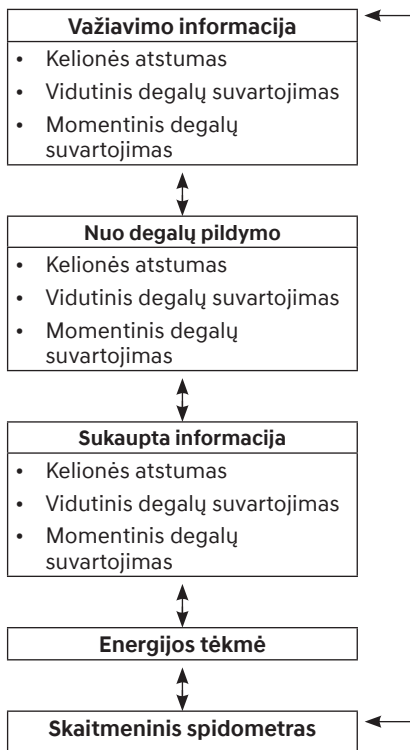 Važiavimo informacija
• Kelionės atstumas
• Vidutinis degalų suvartojimas
• Momentinis degalų
suvartojimas
Nuo degalų pildymo
• Kelionės atstumas
• Vidutinis degalų suvartojimas
• Momentinis degalų
suvartojimas
Sukaupta informacija
• Kelionės atstumas
• Vidutinis degalų suvartojimas
• Momentinis degalų
suvartojimas
Energijos tėkmė
Skaitmeninis spidometras